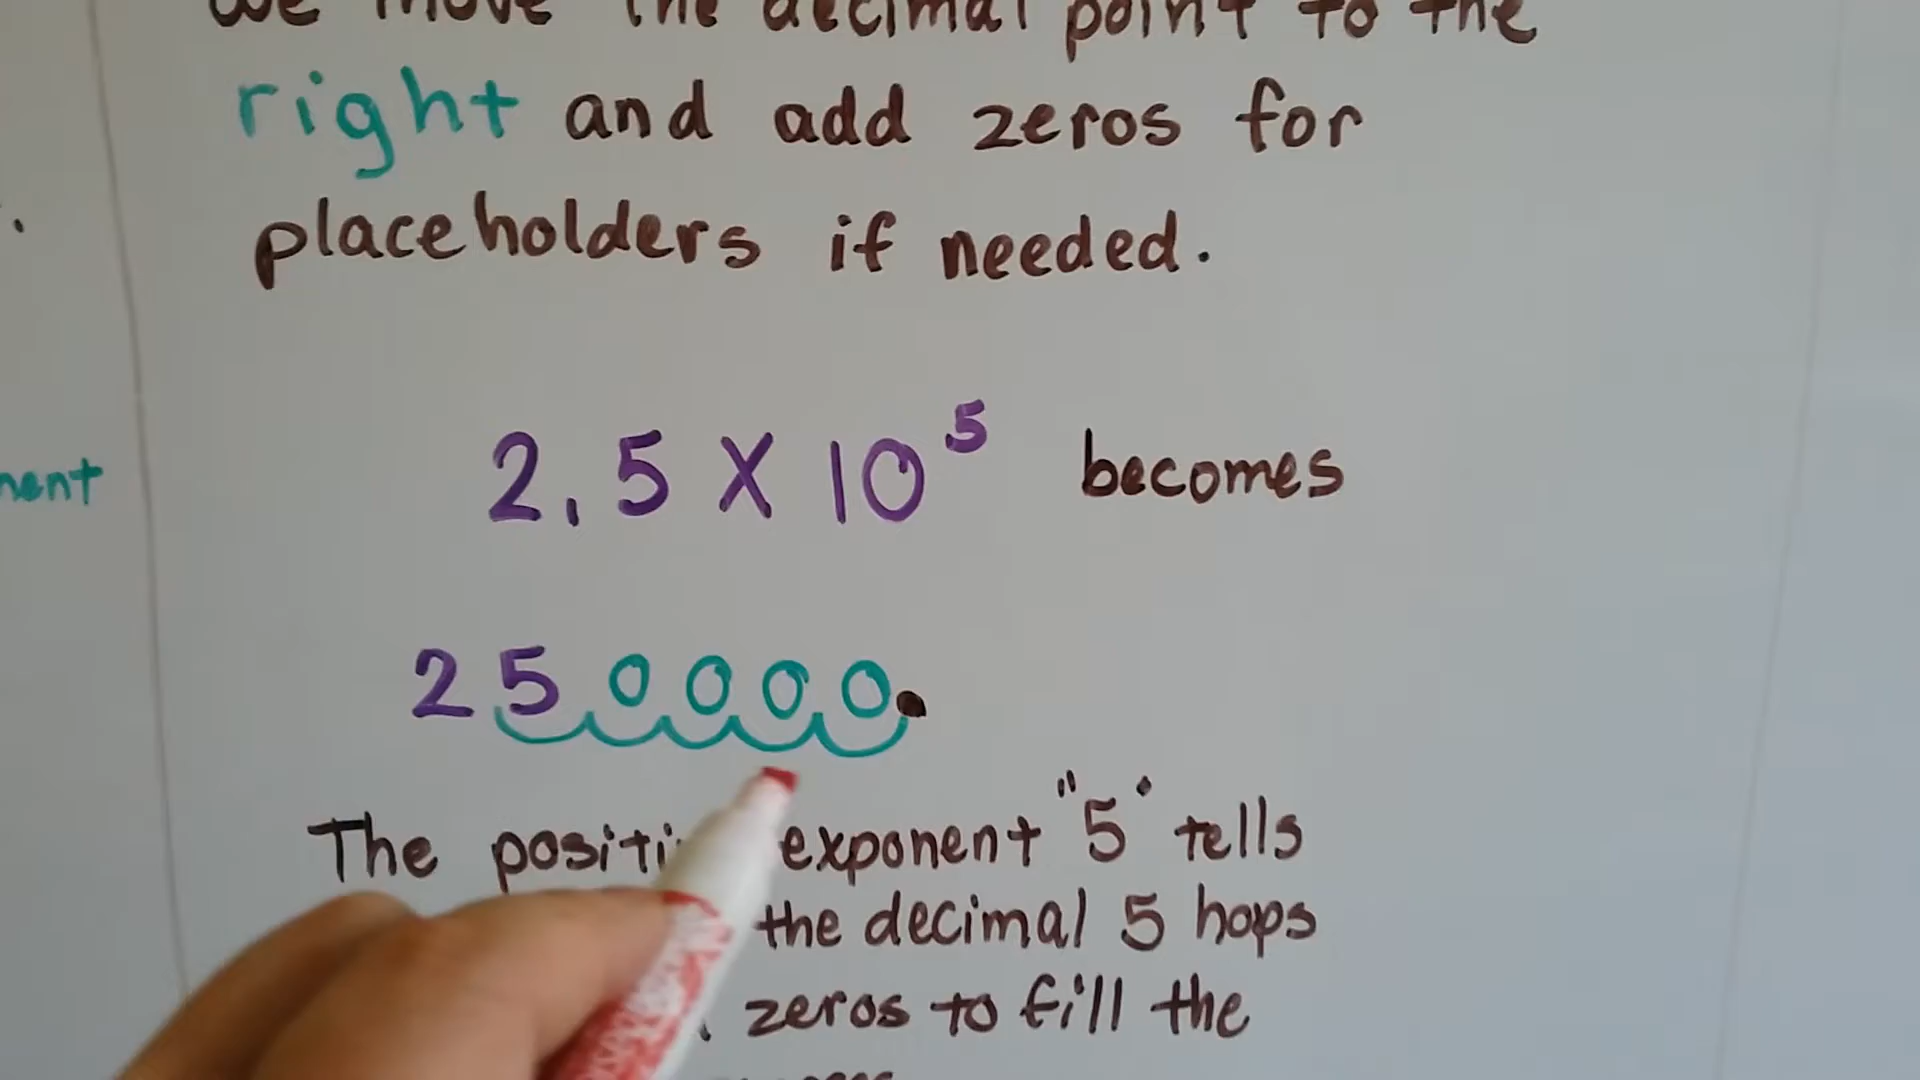 we move the decimal point to the
right and add zeros for
placeholders if needed.
nent
2.5 X 10⁵ becomes
250000.
The positi exponent "5" tells
the decimal 5 hops
zeros to fill the